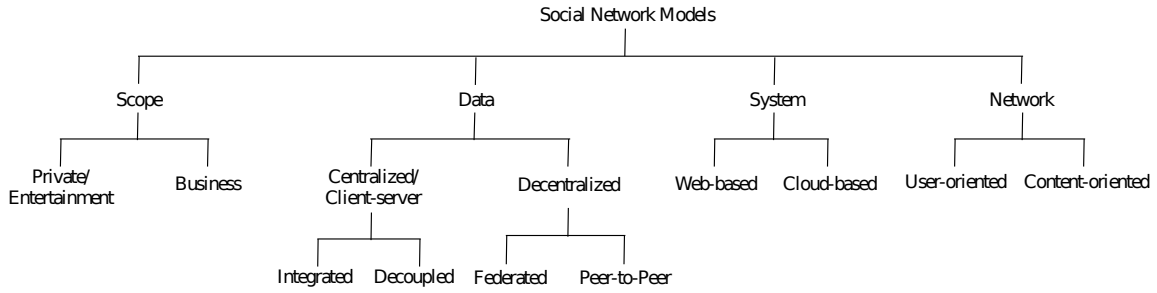 Social Network Models
Scope
Data
System
Network
Private/
Entertainment
Business
Centralized/
Client-server
Decentralized
Web-based
Cloud-based
User-oriented
Content-oriented
Integrated
Decoupled
Federated
Peer-to-Peer